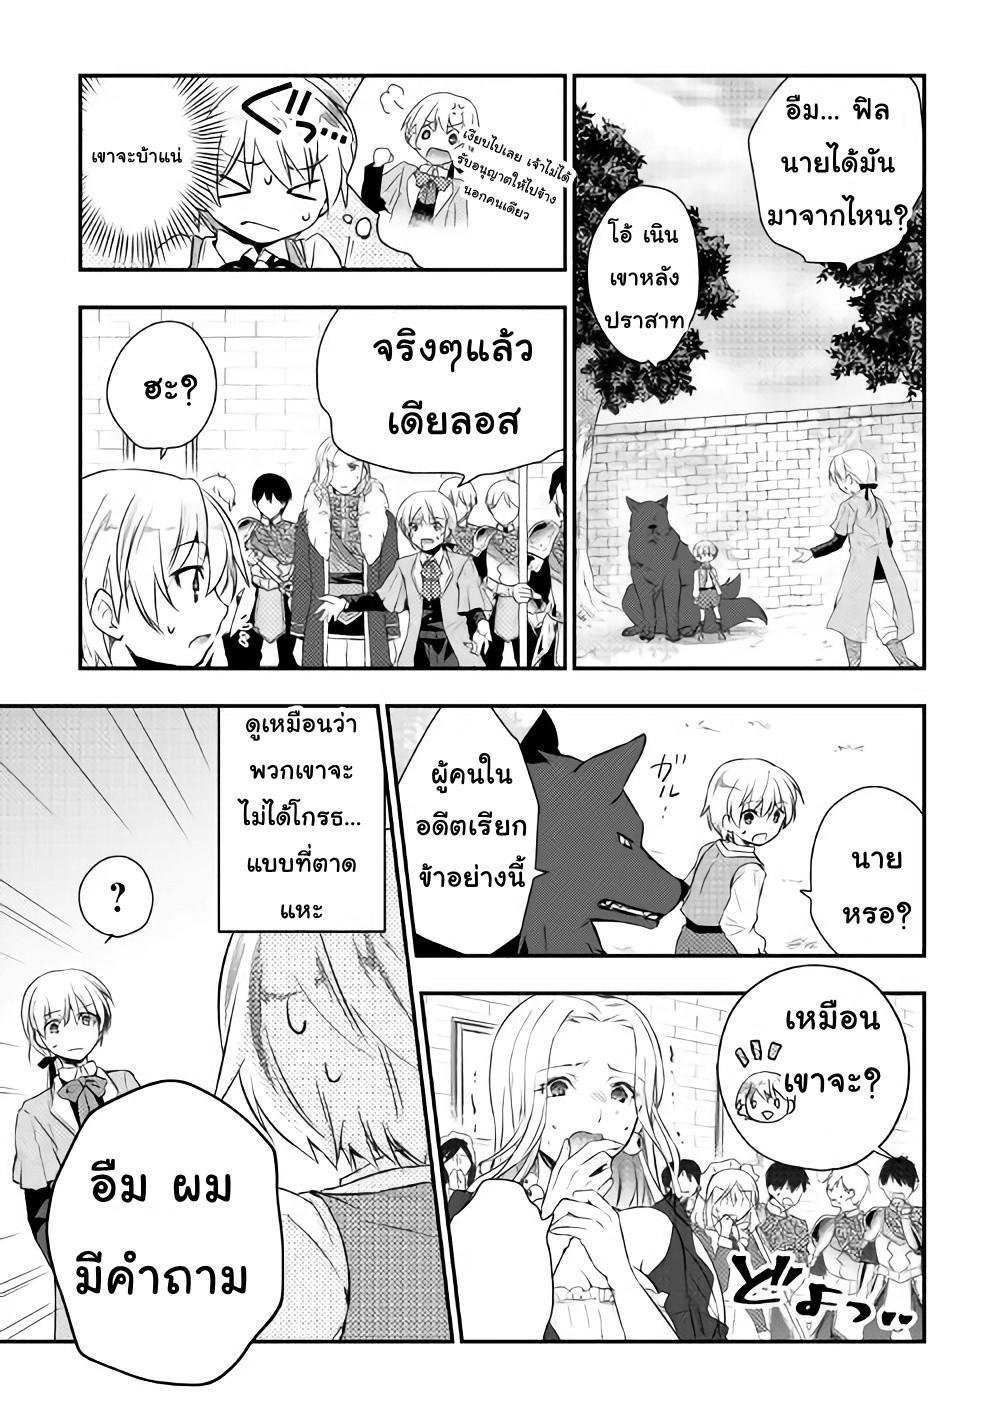 อืม... ฟิล
นายได้มัน
มาจากไหน?
โอ้ เนิน
เขาหลัง
ปราสาท
เงียบไปเลย เจ้าไม่ได้
รับอนุญาตให้ไปข้าง
นอกคนเดียว
เขาจะบ้าแน่
จริงๆแล้ว
เดียลอส
ฮะ?
นาย
หรอ?
ガルル
ผู้คนใน
อดีตเรียก
ข้าอย่างนี้
เหมือน
เขาจะ?
どよっ
ดูเหมือนว่า
พวกเขาจะ
ไม่ได้โกรธ...
แบบที่ตาด
แหะ
?
อืม ผม
มีคำถาม